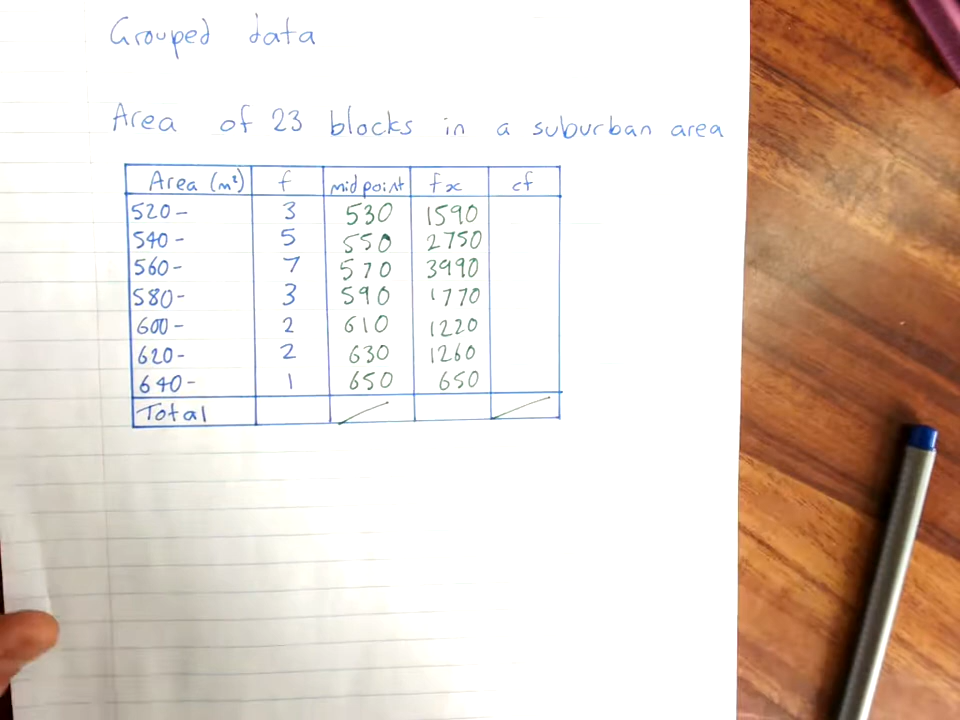 Grouped data
Area of 23 blocks in a suburban area
Area (m²) f midpoint fx cf
520- 3 530 1590
540- 5 550 2750
560- 7 570 3990
580- 3 590 1770
600- 2 610 1220
620- 2 630 1260
640- 1 650 650
Total